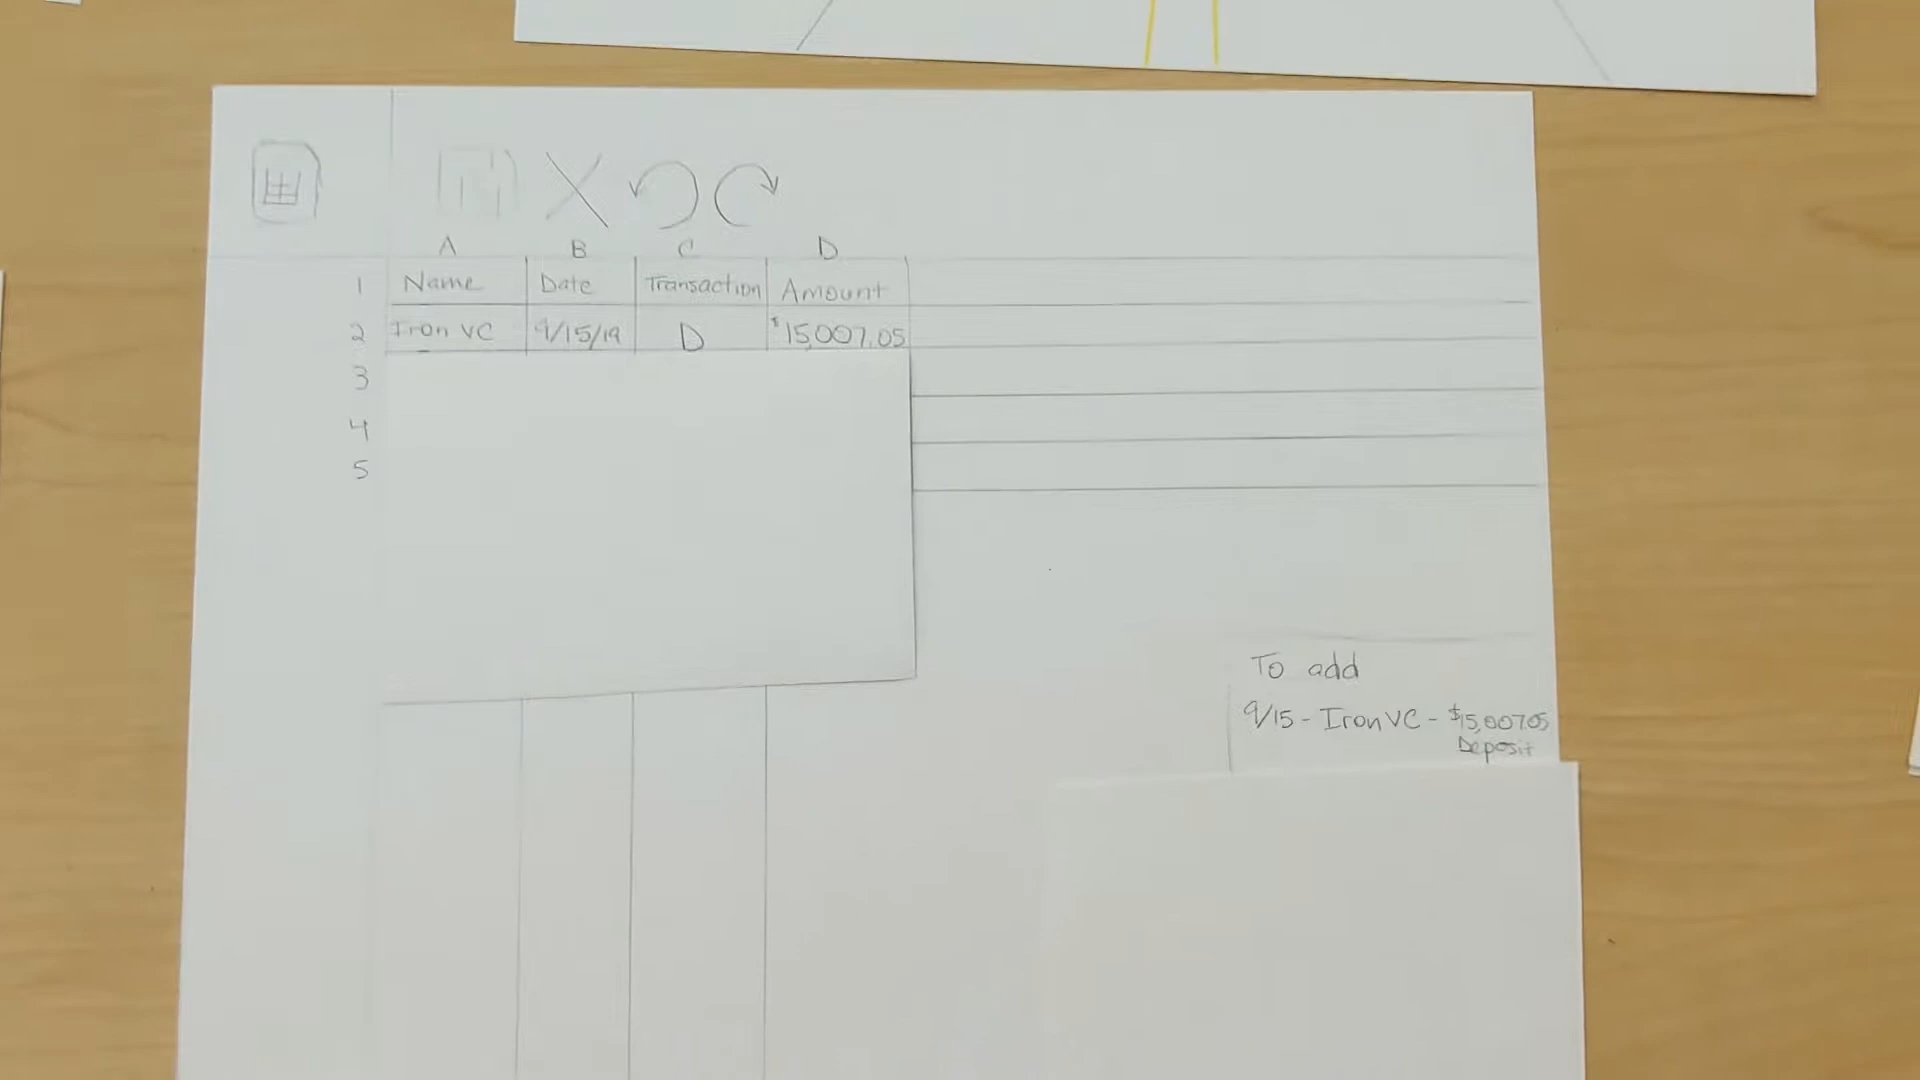 A B C D
1 Name Date Transaction Amount
2 Iron VC 9/15/19 D $15,007.05
3
4
5
To add
9/15 - Iron VC - $15,007.05
Deposit